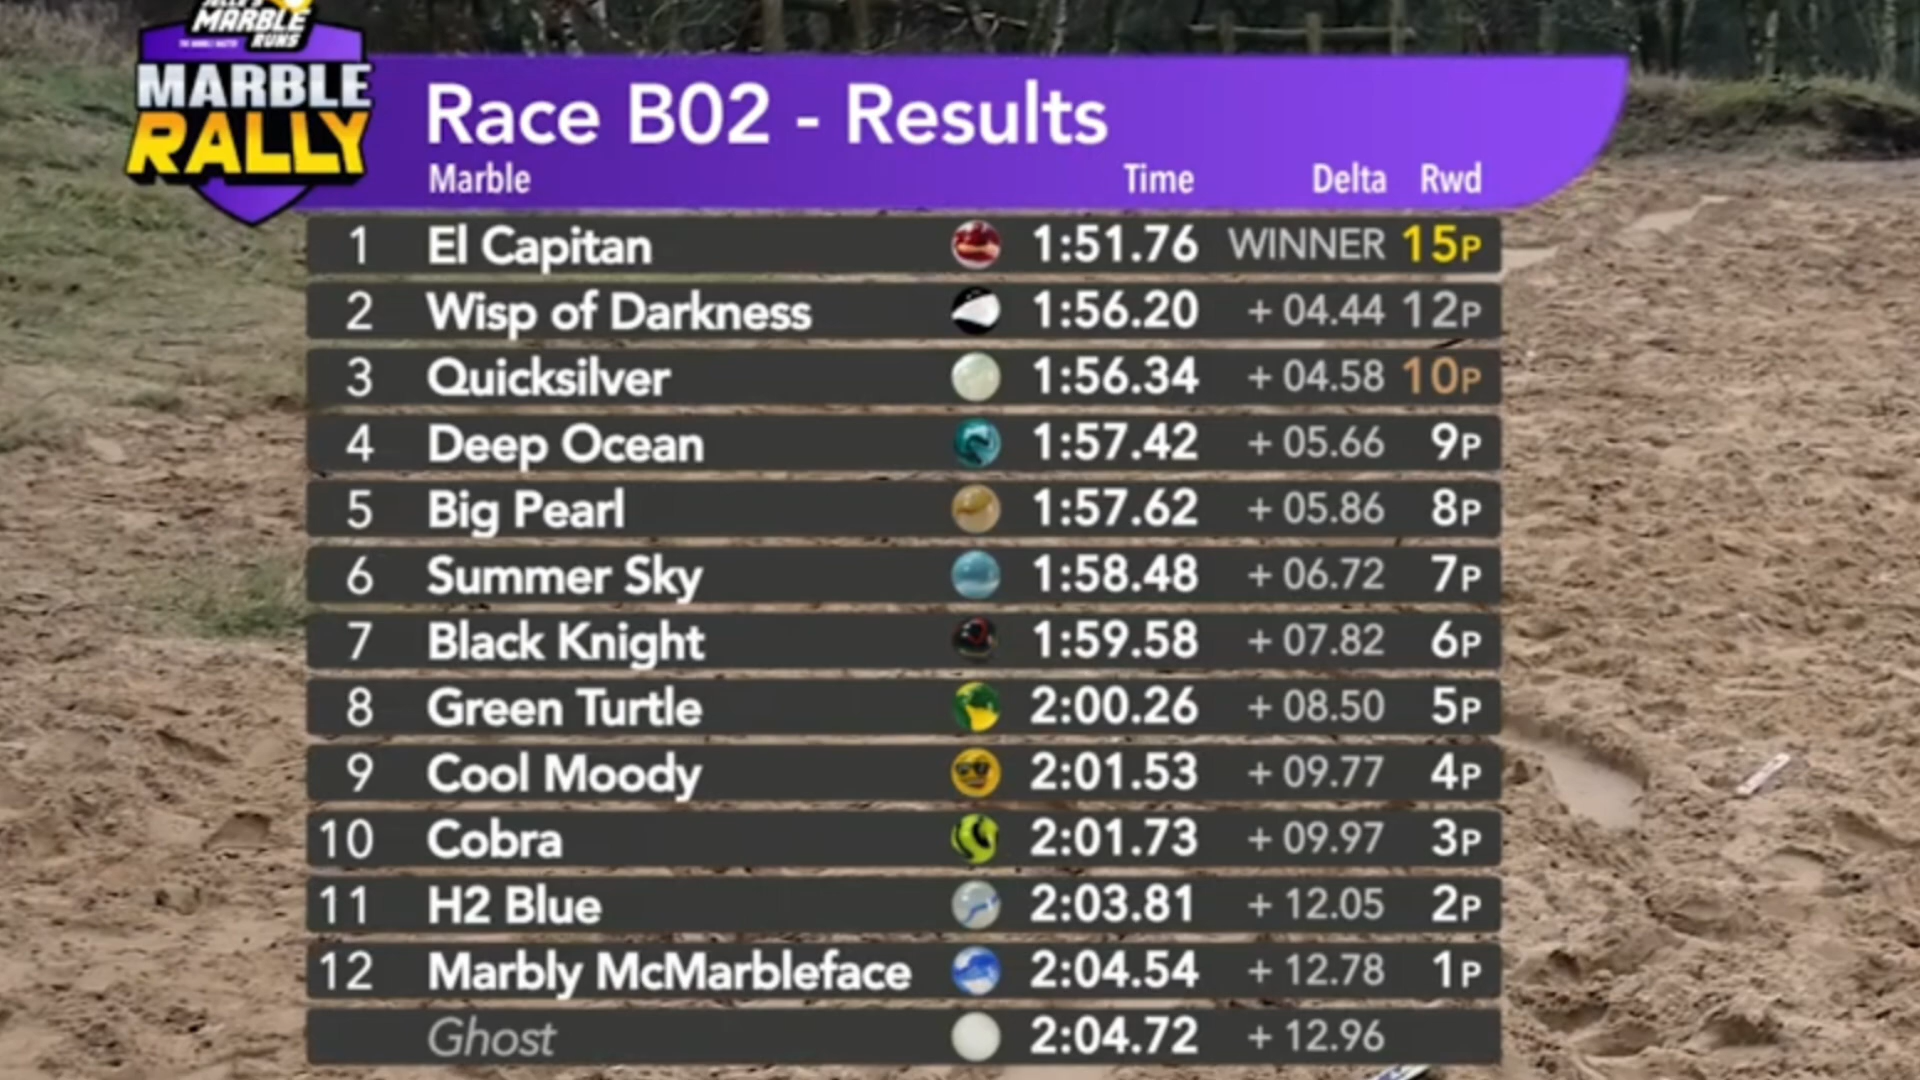 MARBLE
RUNS
MARBLE
RALLY
Race B02 - Results
Marble Time Delta Rwd
1 El Capitan 1:51.76 WINNER 15P
2 Wisp of Darkness 1:56.20 + 04.44 12P
3 Quicksilver 1:56.34 + 04.58 10P
4 Deep Ocean 1:57.42 + 05.66 9P
5 Big Pearl 1:57.62 + 05.86 8P
6 Summer Sky 1:58.48 + 06.72 7P
7 Black Knight 1:59.58 + 07.82 6P
8 Green Turtle 2:00.26 + 08.50 5P
9 Cool Moody 2:01.53 + 09.77 4P
10 Cobra 2:01.73 + 09.97 3P
11 H2 Blue 2:03.81 + 12.05 2P
12 Marbly McMarbleface 2:04.54 + 12.78 1P
Ghost 2:04.72 + 12.96